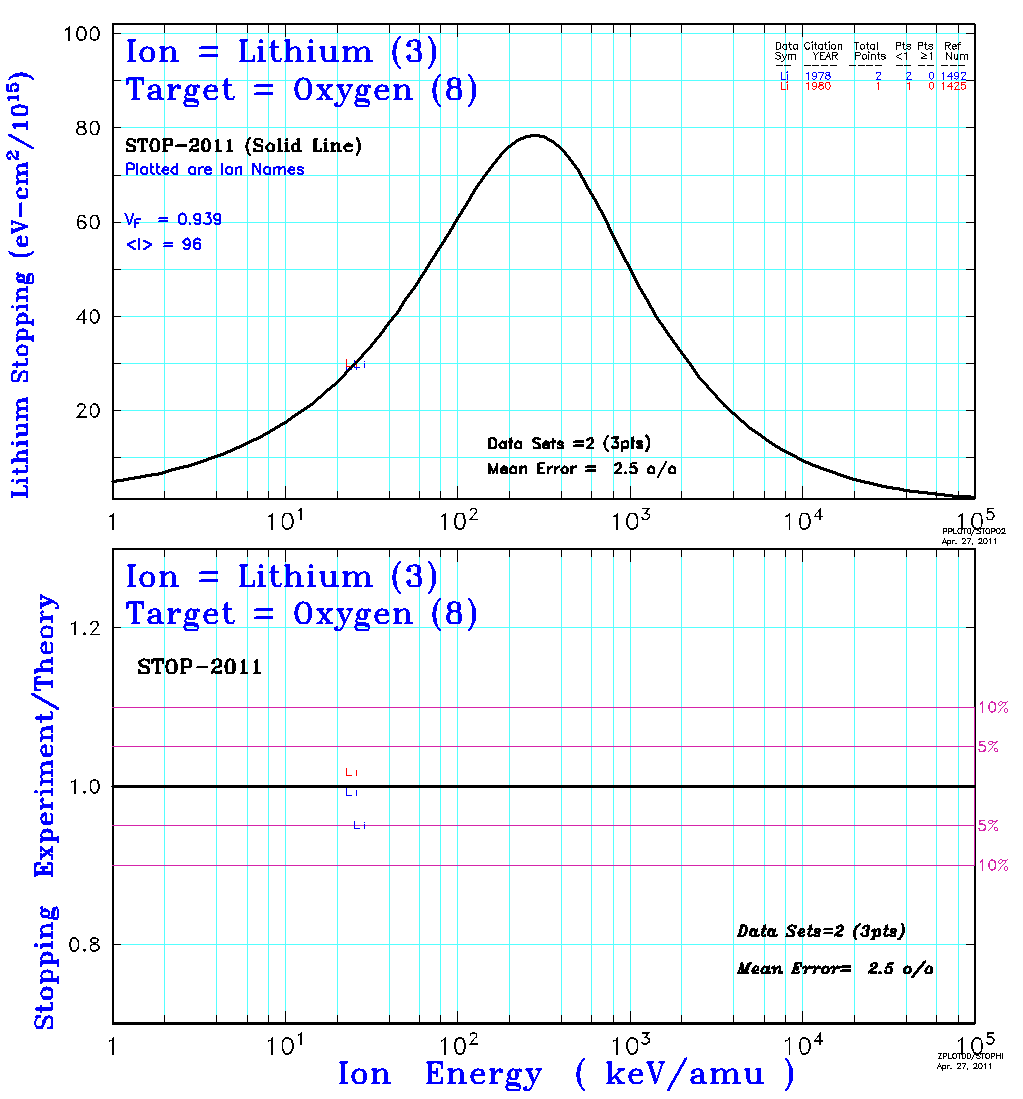 Ion = Lithium (3)
Target = Oxygen (8)
STOP-2011 (Solid Line)
Plotted are Ion Names
VF = 0.939
<I> = 96
Data Citation Total Pts Pts Ref
Sym YEAR Points <1 ≥1 Num
Li 1978 2 2 0 1492
Li 1980 1 1 0 1425
Lithium Stopping (eV-cm²/10¹⁵)
100
80
60
40
20
Li
Li
Data Sets =2 (3pts)
Mean Error = 2.5 o/o
1 10¹ 10² 10³ 10⁴ 10⁵
Apr. 27, 2011
Ion = Lithium (3)
Target = Oxygen (8)
STOP-2011
Stopping Experiment/Theory
1.2
1.0
0.8
10%
5%
5%
10%
Li
Li
Li
Data Sets=2 (3pts)
Mean Error= 2.5 o/o
1 10¹ 10² 10³ 10⁴ 10⁵
Ion Energy ( keV/amu )
Apr. 27, 2011